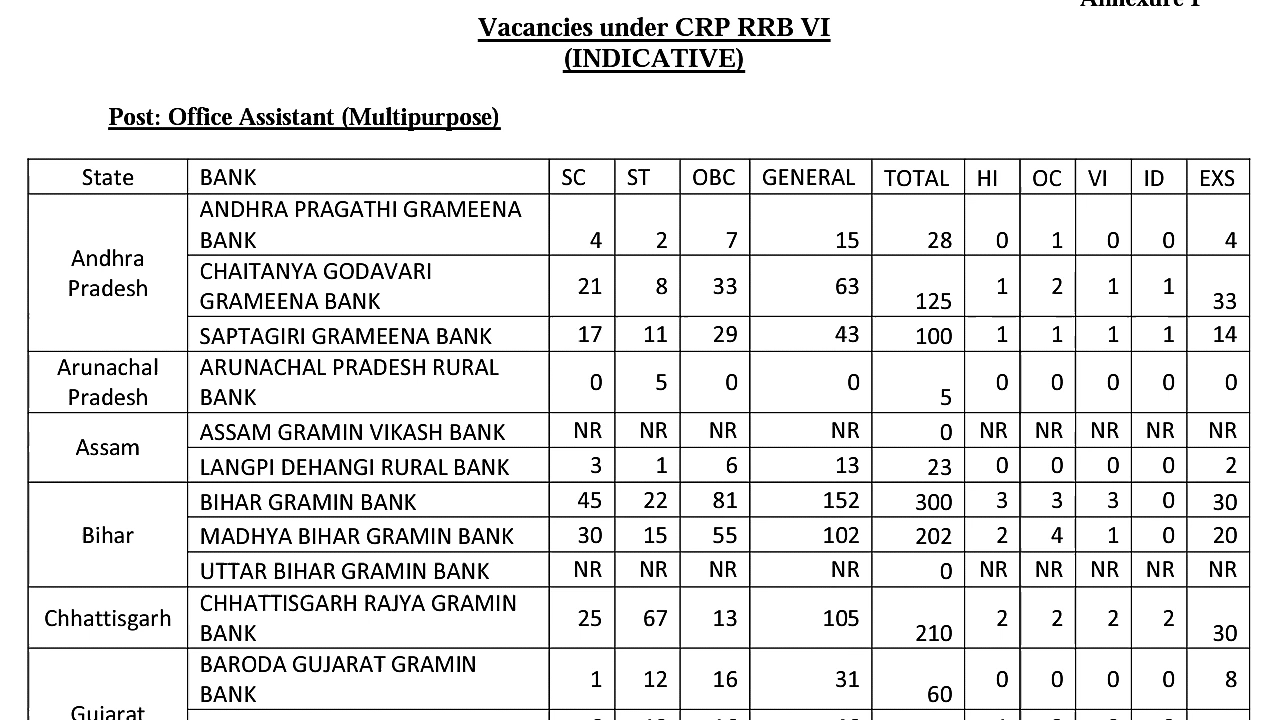 Annexure I
Vacancies under CRP RRB VI
(INDICATIVE)
Post: Office Assistant (Multipurpose)
State BANK SC ST OBC GENERAL TOTAL HI OC VI ID EXS
Andhra Pradesh
ANDHRA PRAGATHI GRAMEENA
BANK 4 2 7 15 28 0 1 0 0 4
CHAITANYA GODAVARI
GRAMEENA BANK 21 8 33 63 125 1 2 1 1 33
SAPTAGIRI GRAMEENA BANK 17 11 29 43 100 1 1 1 1 14
Arunachal Pradesh
ARUNACHAL PRADESH RURAL
BANK 0 5 0 0 5 0 0 0 0 0
Assam
ASSAM GRAMIN VIKASH BANK NR NR NR NR 0 NR NR NR NR NR
LANGPI DEHANGI RURAL BANK 3 1 6 13 23 0 0 0 0 2
Bihar
BIHAR GRAMIN BANK 45 22 81 152 300 3 3 3 0 30
MADHYA BIHAR GRAMIN BANK 30 15 55 102 202 2 4 1 0 20
UTTAR BIHAR GRAMIN BANK NR NR NR NR 0 NR NR NR NR NR
Chhattisgarh
CHHATTISGARH RAJYA GRAMIN
BANK 25 67 13 105 210 2 2 2 2 30
Gujarat
BARODA GUJARAT GRAMIN
BANK 1 12 16 31 60 0 0 0 0 8